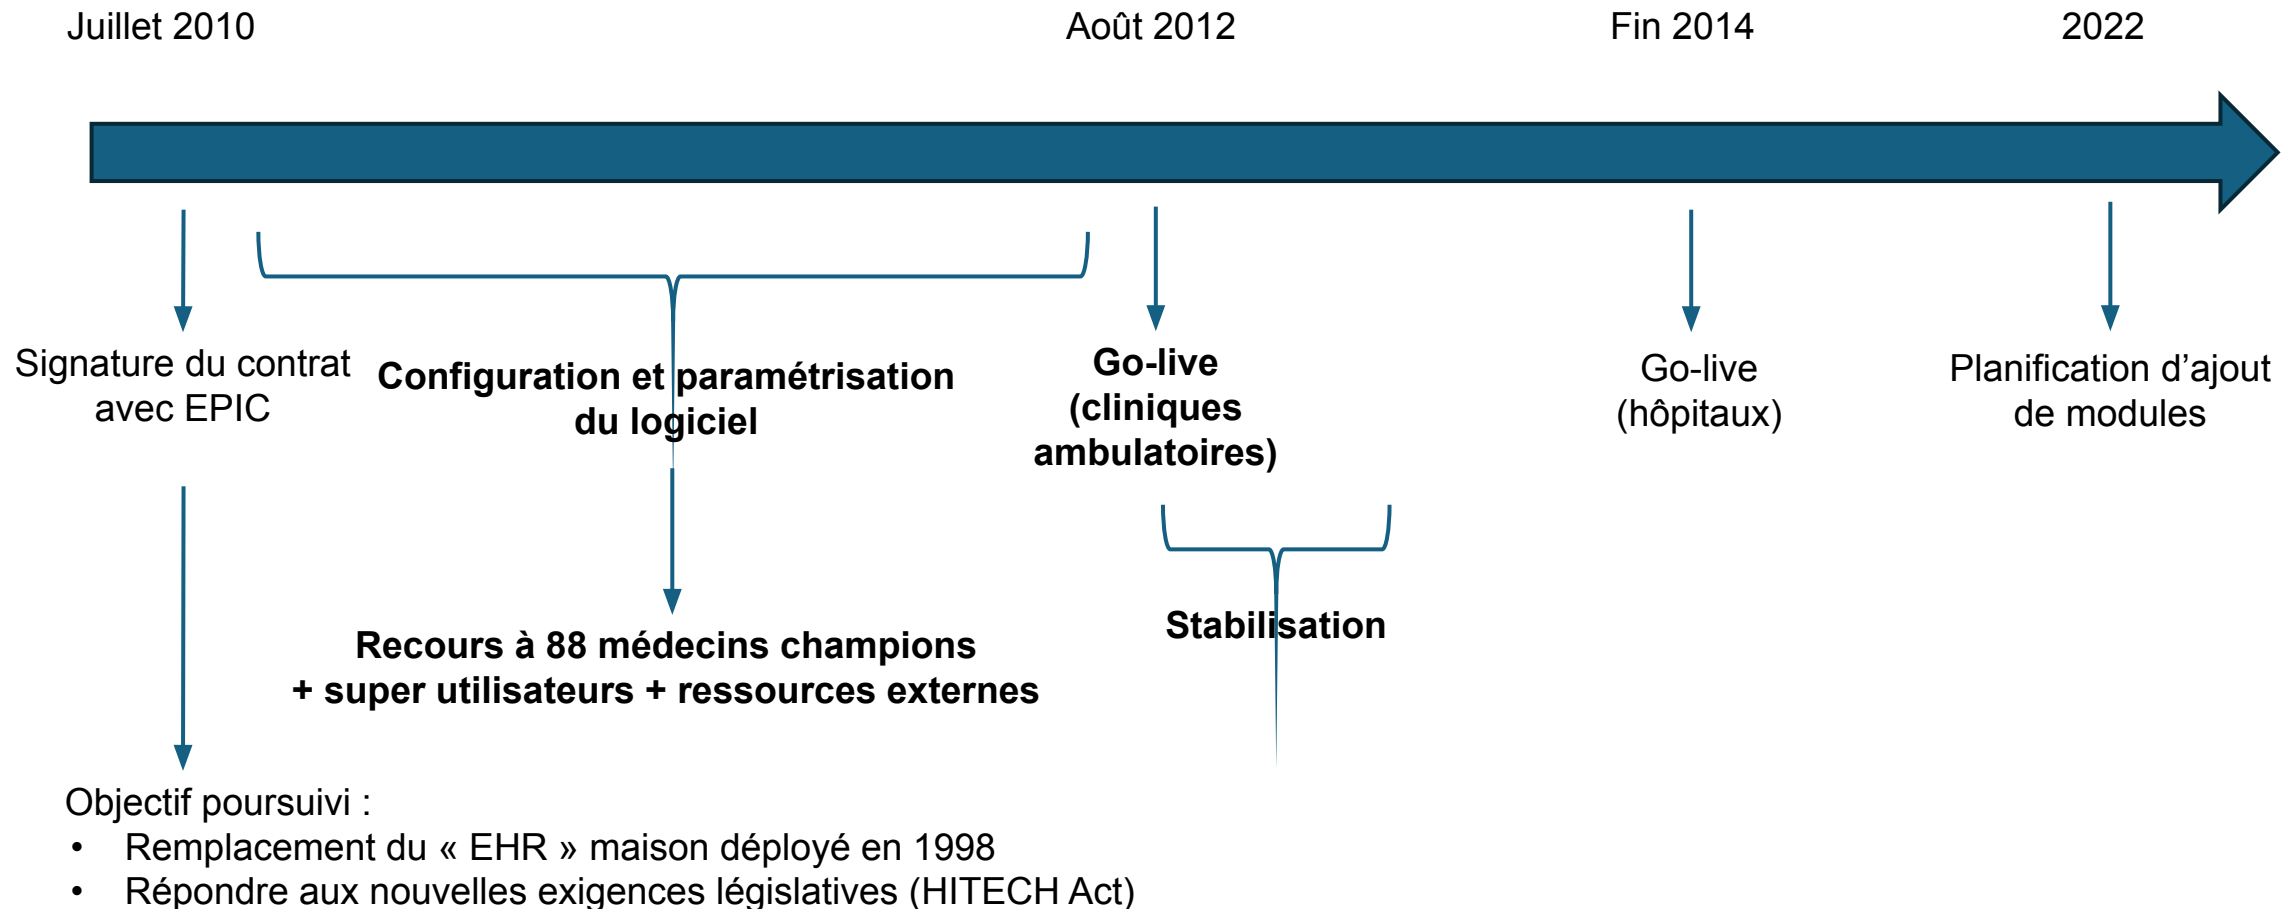 Juillet 2010
Août 2012
Fin 2014
2022
Signature du contrat
avec EPIC
Configuration et paramétrisation
du logiciel
Go-live
(cliniques
ambulatoires)
Go-live
(hôpitaux)
Planification d’ajout
de modules
Recours à 88 médecins champions
+ super utilisateurs + ressources externes
Stabilisation
Objectif poursuivi :
• Remplacement du « EHR » maison déployé en 1998
• Répondre aux nouvelles exigences législatives (HITECH Act)